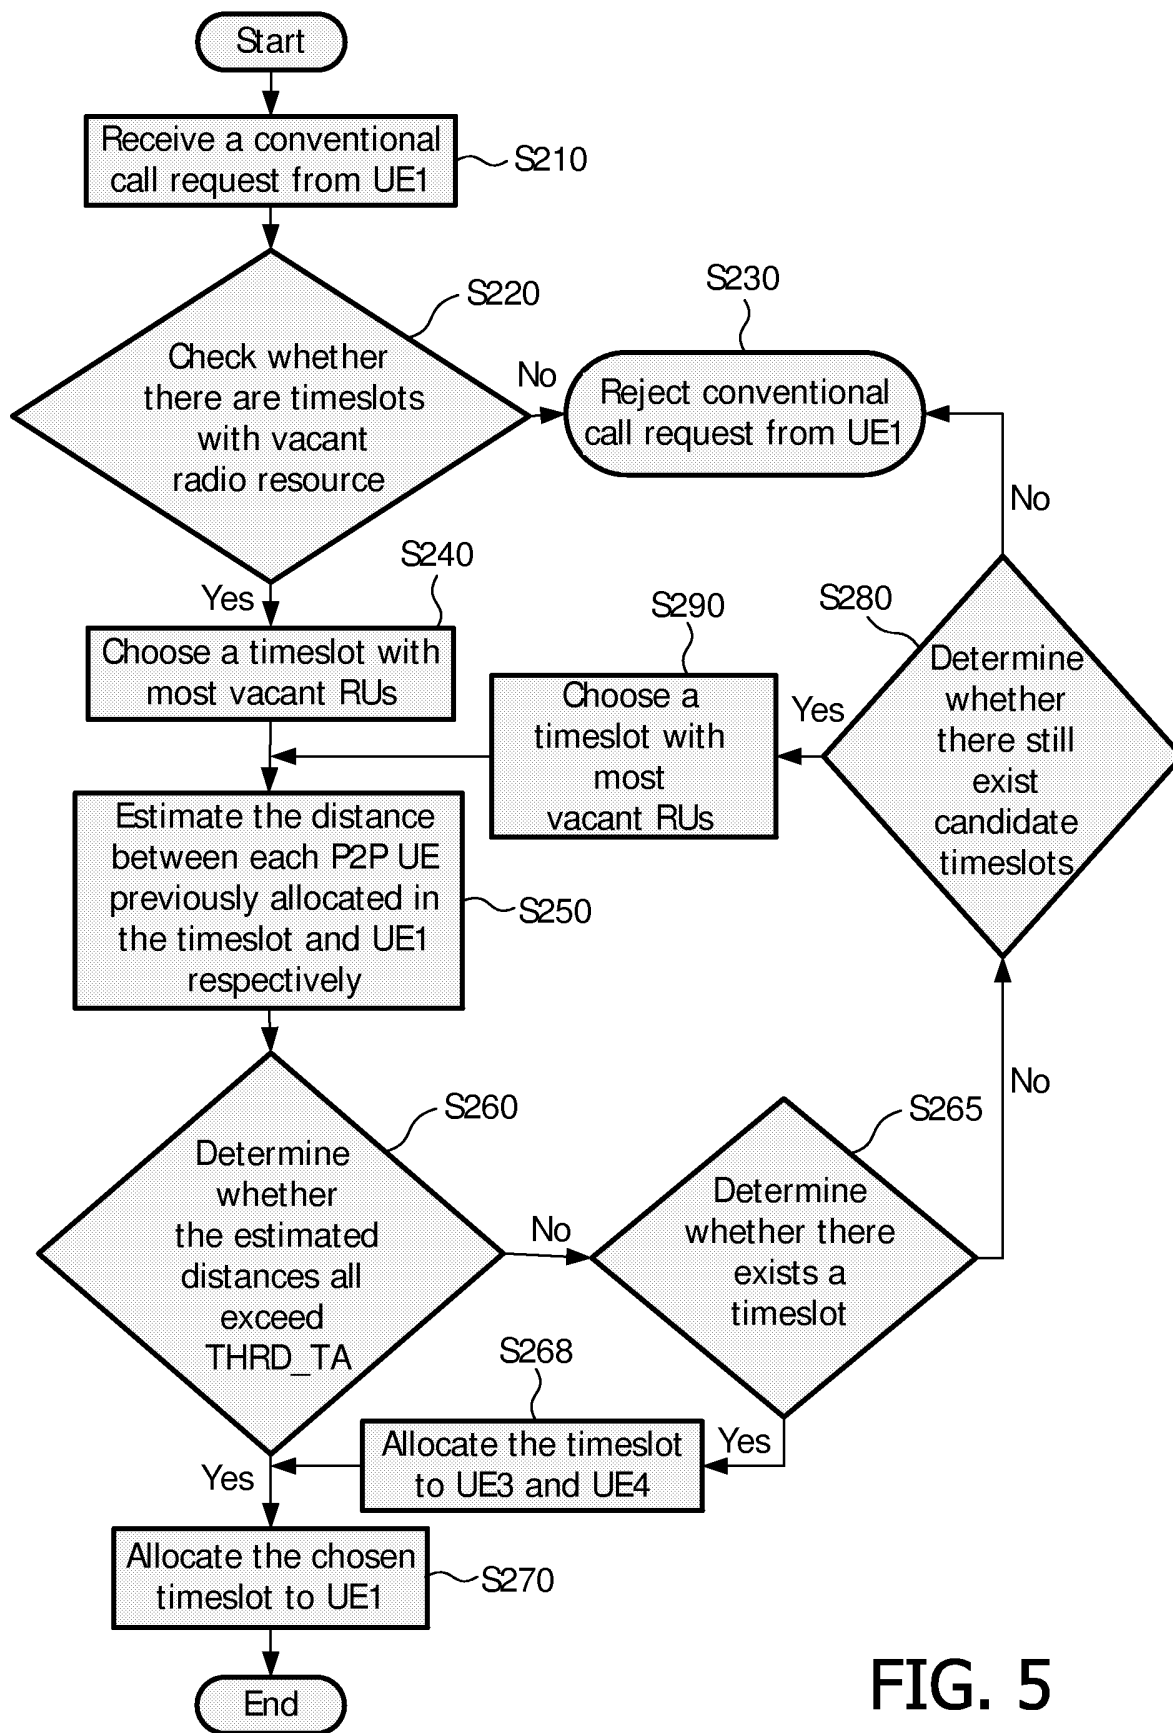 Start
Receive a conventional
call request from UE1
S210
S220
Check whether
there are timeslots
with vacant
radio resource
No
S230
Reject conventional
call request from UE1
No
Yes
S240
Choose a timeslot with
most vacant RUs
S290
Choose a
timeslot with
most
vacant RUs
Yes
S280
Determine
whether
there still
exist
candidate
timeslots
Estimate the distance
between each P2P UE
previously allocated in
the timeslot and UE1
respectively
S250
S260
Determine
whether
the estimated
distances all
exceed
THRD_TA
No
S265
Determine
whether there
exists a
timeslot
No
S268
Allocate the timeslot
to UE3 and UE4
Yes
Yes
Allocate the chosen
timeslot to UE1
S270
End
FIG. 5